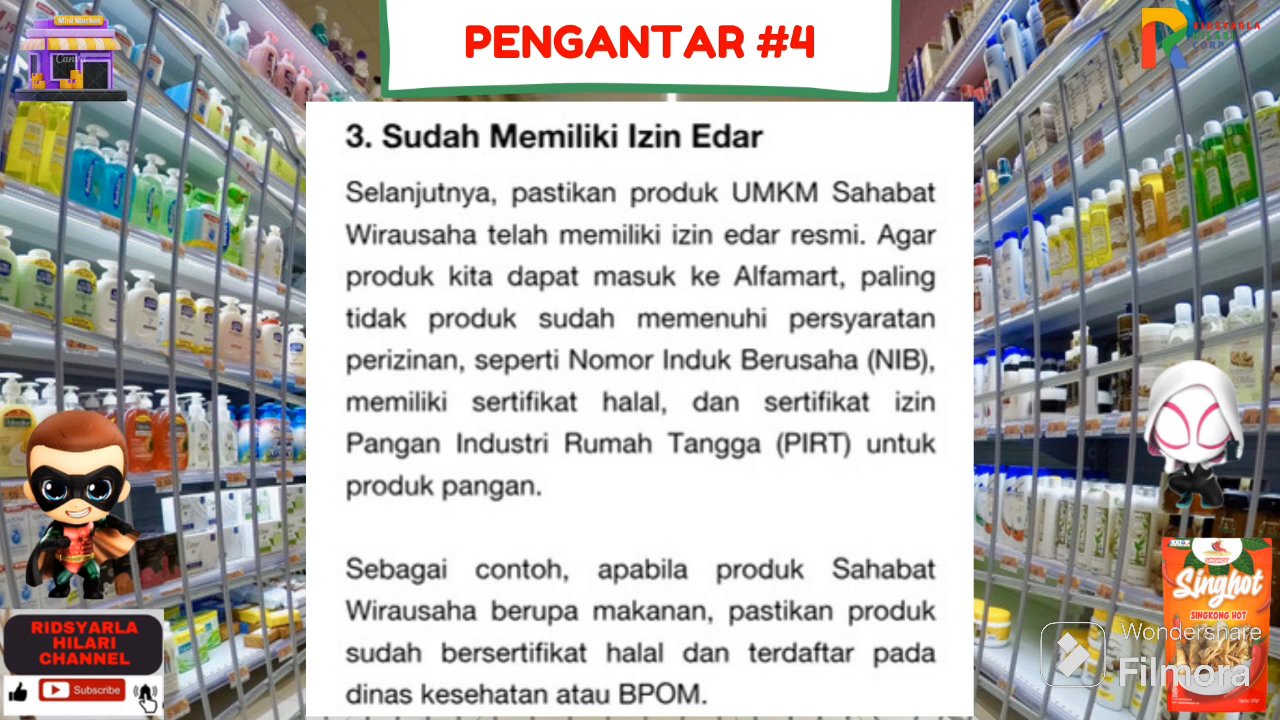 Mini Market
Canva
PENGANTAR #4
RIDSYARLA
HILARI
CORP
3. Sudah Memiliki Izin Edar
Selanjutnya, pastikan produk UMKM Sahabat
Wirausaha telah memiliki izin edar resmi. Agar
produk kita dapat masuk ke Alfamart, paling
tidak produk sudah memenuhi persyaratan
perizinan, seperti Nomor Induk Berusaha (NIB),
memiliki sertifikat halal, dan sertifikat izin
Pangan Industri Rumah Tangga (PIRT) untuk
produk pangan.
Sebagai contoh, apabila produk Sahabat
Wirausaha berupa makanan, pastikan produk
sudah bersertifikat halal dan terdaftar pada
dinas kesehatan atau BPOM.
RIDSYARLA
HILARI
CHANNEL
Subscribe
Singhot
SINGKONG HOT
Wondershare
Filmora